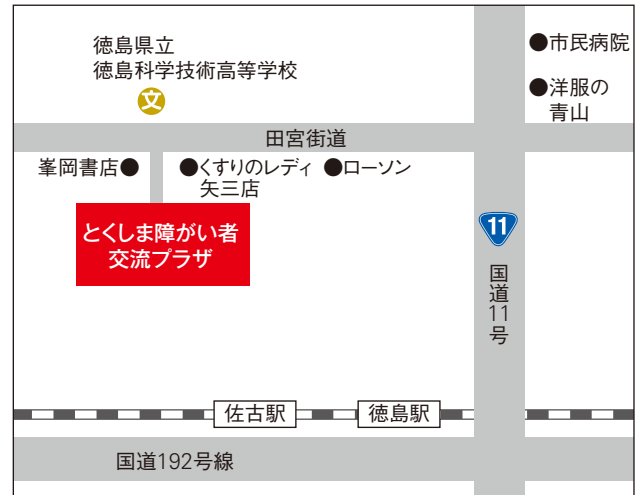 徳島県立
徳島科学技術高等学校
文
●市民病院
●洋服の
青山
田宮街道
峯岡書店●
●くすりのレディ
矢三店
●ローソン
とくしま障がい者
交流プラザ
11
国道11号
佐古駅
徳島駅
国道192号線